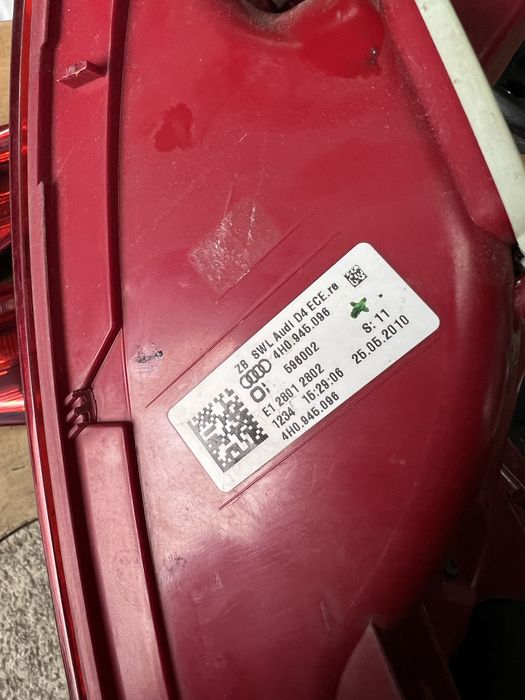 ZB SWL Audi D4 ECE.re
4H0.945.096
596002 S: 11
E1 2801 2802 25.05.2010
1234 15:29:06
4H0.945.096